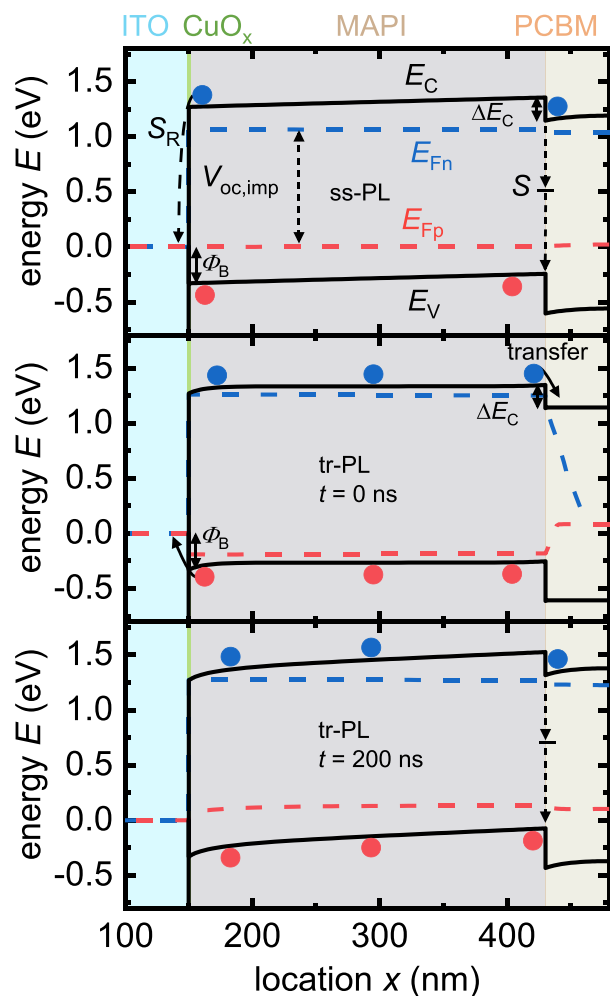 ITO CuOx MAPI PCBM
energy E (eV)
1.5
1.0
0.5
0.0
-0.5
SR
EC
ΔEC
Voc,imp
ss-PL
EFn
S
EFp
ΦB
EV
energy E (eV)
1.5
1.0
0.5
0.0
-0.5
transfer
ΔEC
tr-PL
t = 0 ns
ΦB
energy E (eV)
1.5
1.0
0.5
0.0
-0.5
tr-PL
t = 200 ns
100 200 300 400
location x (nm)